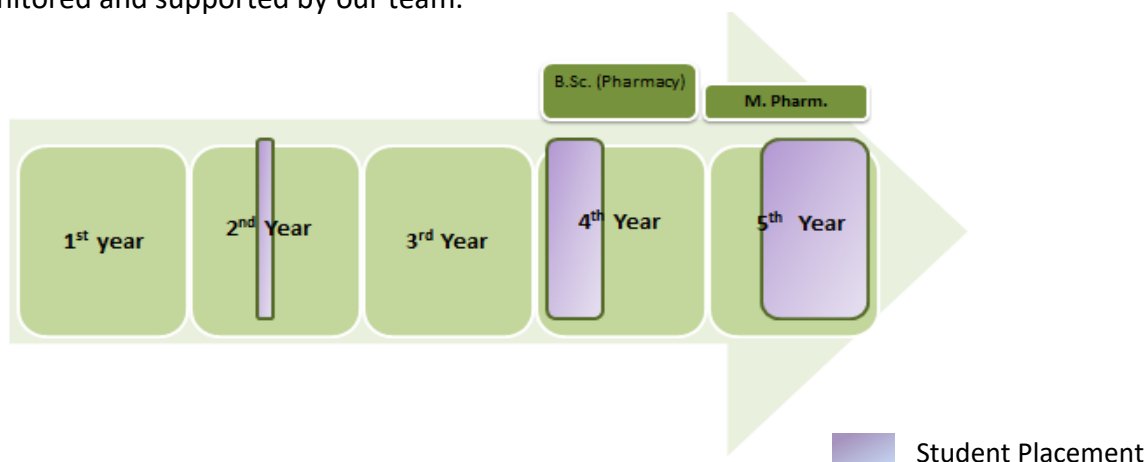 nitored and supported by our team.
B.Sc. (Pharmacy)
M. Pharm.
1st year
2nd Year
3rd Year
4th Year
5th Year
Student Placement